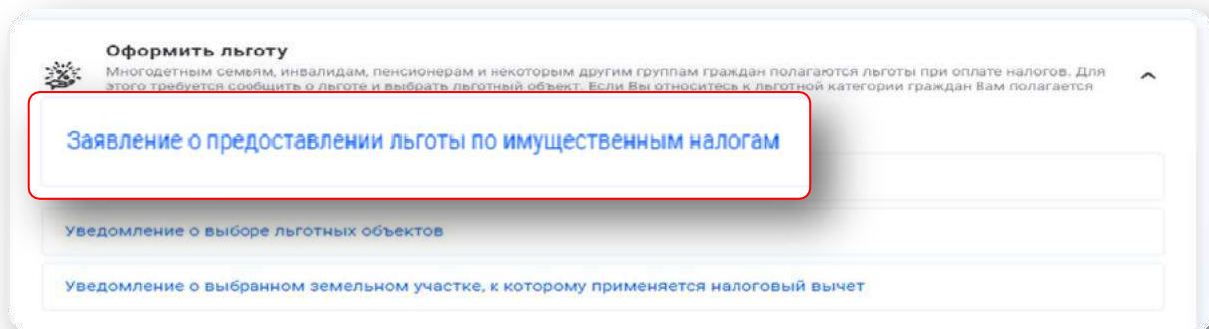 Оформить льготу
Многодетным семьям, инвалидам, пенсионерам и некоторым другим группам граждан полагаются льготы при оплате налогов. Для
этого требуется сообщить о льготе и выбрать льготный объект. Если Вы относитесь к льготной категории граждан Вам полагается
Заявление о предоставлении льготы по имущественным налогам
Уведомление о выборе льготных объектов
Уведомление о выбранном земельном участке, к которому применяется налоговый вычет